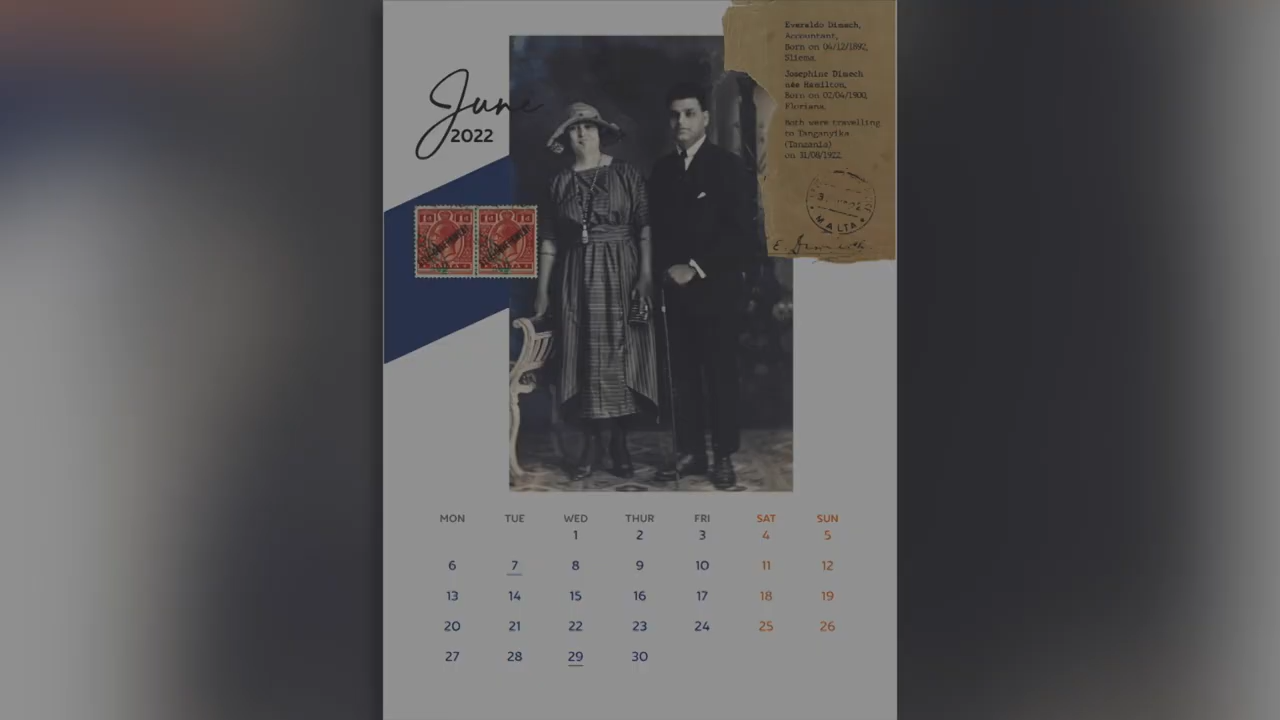 June
2022
Everaldo Dimech,
Accountant,
Born on 06/12/1892,
Sliema.
Josephine Dimech
née Hamilton,
Born on 02/04/1900,
Floriana.
Both were travelling
to Tanganyika
(Tanzania)
on 31/08/1922.
MALTA
MON TUE WED THUR FRI SAT SUN
1 2 3 4 5
6 7 8 9 10 11 12
13 14 15 16 17 18 19
20 21 22 23 24 25 26
27 28 29 30